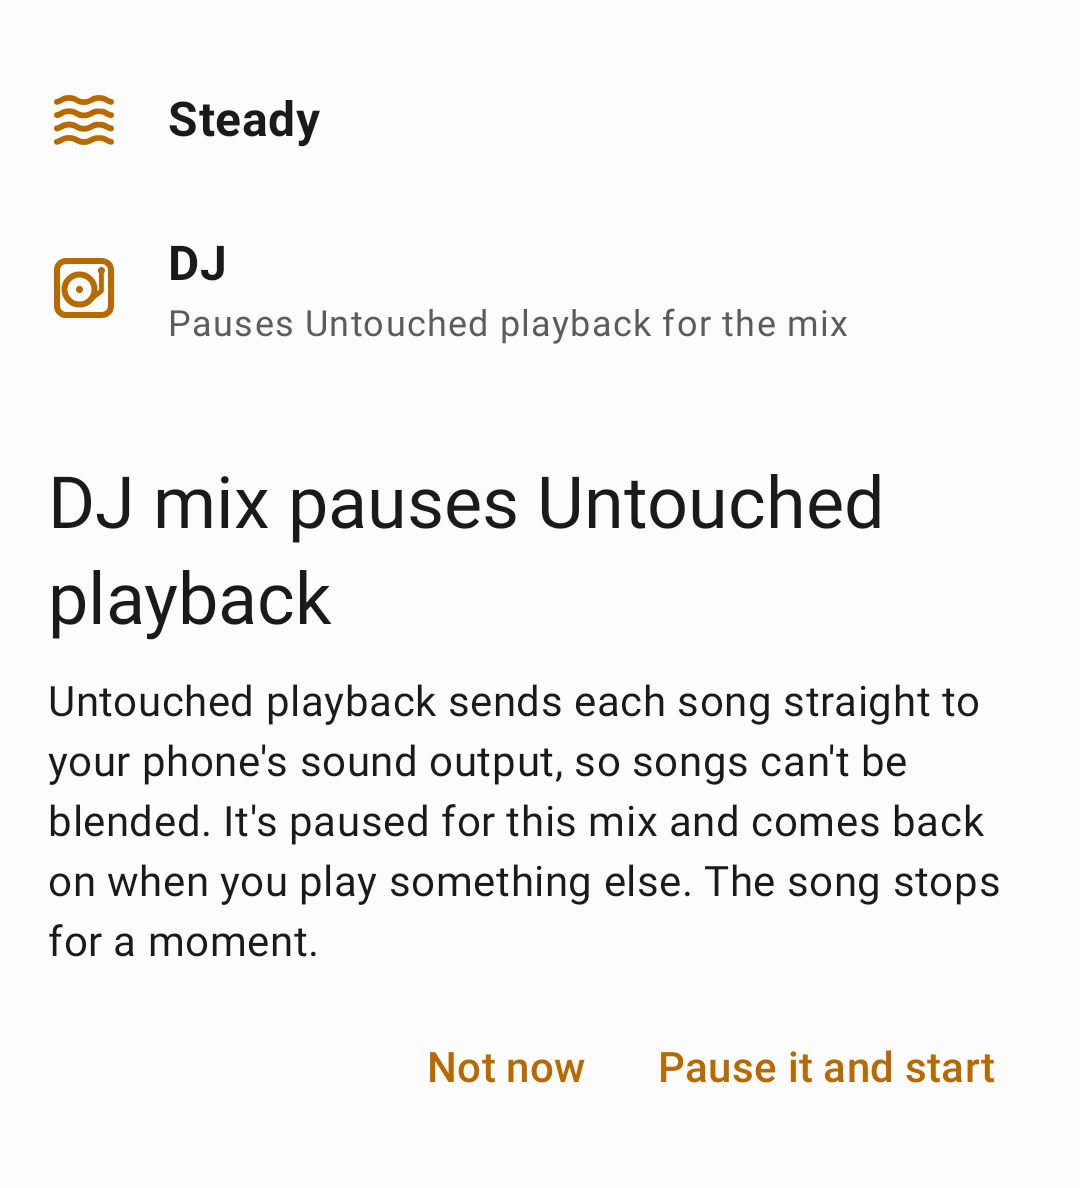 Steady
DJ
Pauses Untouched playback for the mix
DJ mix pauses Untouched
playback
Untouched playback sends each song straight to
your phone's sound output, so songs can't be
blended. It's paused for this mix and comes back
on when you play something else. The song stops
for a moment.
Not now
Pause it and start